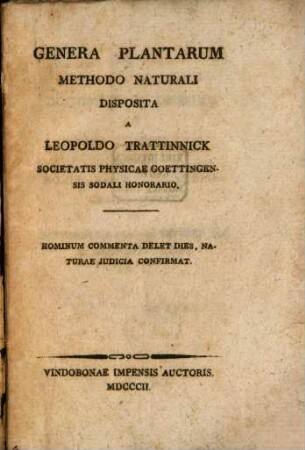 GENERA PLANTARUM
METHODO NATURALI
DISPOSITA
A
LEOPOLDO TRATTINNICK
SOCIETATIS PHYSICAE GOETTINGEN-
SIS SODALI HONORARIO.
HOMINUM COMMENTA DELET DIES, NA-
TURAE JUDICIA CONFIRMAT.
VINDOBONAE IMPENSIS AUCTORIS.
MDCCCII.